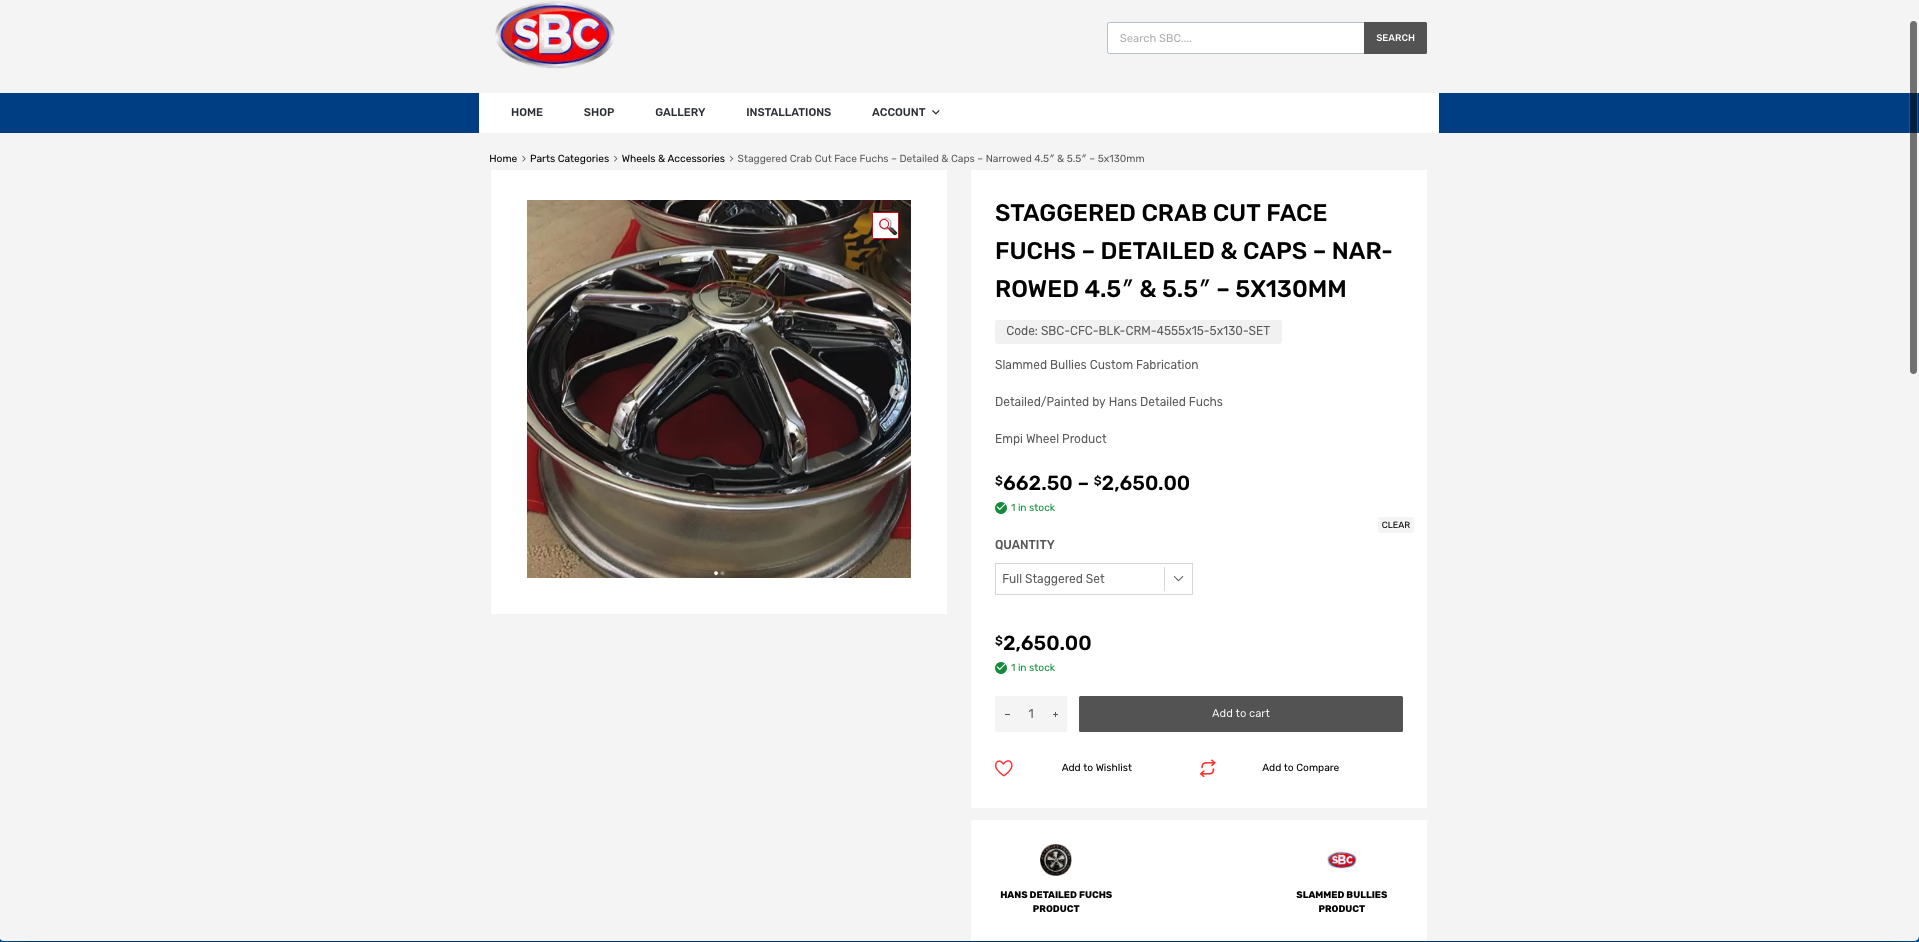 SBC
Search SBC....
SEARCH
HOME
SHOP
GALLERY
INSTALLATIONS
ACCOUNT
Home > Parts Categories > Wheels & Accessories > Staggered Crab Cut Face Fuchs – Detailed & Caps – Narrowed 4.5″ & 5.5″ – 5x130mm
STAGGERED CRAB CUT FACE
FUCHS – DETAILED & CAPS – NAR-
ROWED 4.5″ & 5.5″ – 5X130MM
Code: SBC-CFC-BLK-CRM-4555x15-5x130-SET
Slammed Bullies Custom Fabrication
Detailed/Painted by Hans Detailed Fuchs
Empi Wheel Product
$662.50 – $2,650.00
1 in stock
CLEAR
QUANTITY
Full Staggered Set
$2,650.00
1 in stock
– 1 +
Add to cart
Add to Wishlist
Add to Compare
HANS DETAILED FUCHS
PRODUCT
SBC
SLAMMED BULLIES
PRODUCT